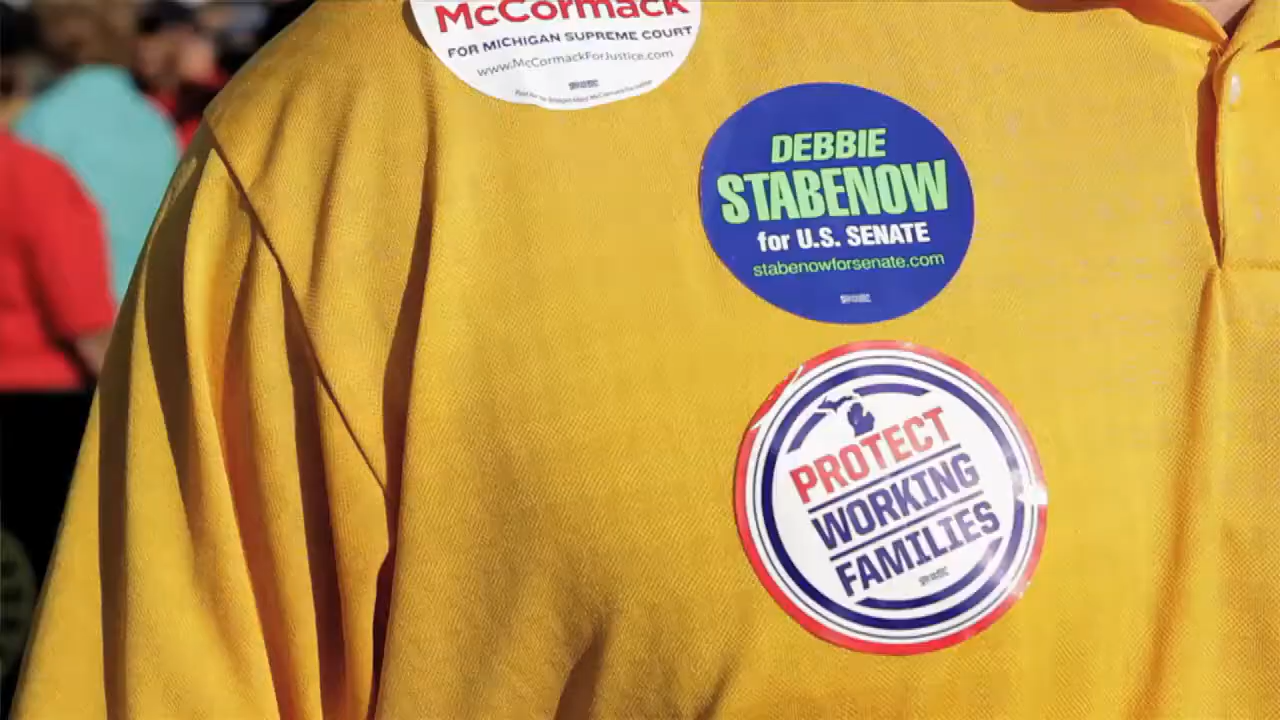 McCormack
FOR MICHIGAN SUPREME COURT
www.McCormackForJustice.com
DEBBIE
STABENOW
for U.S. SENATE
stabenowforsenate.com
PROTECT
WORKING
FAMILIES